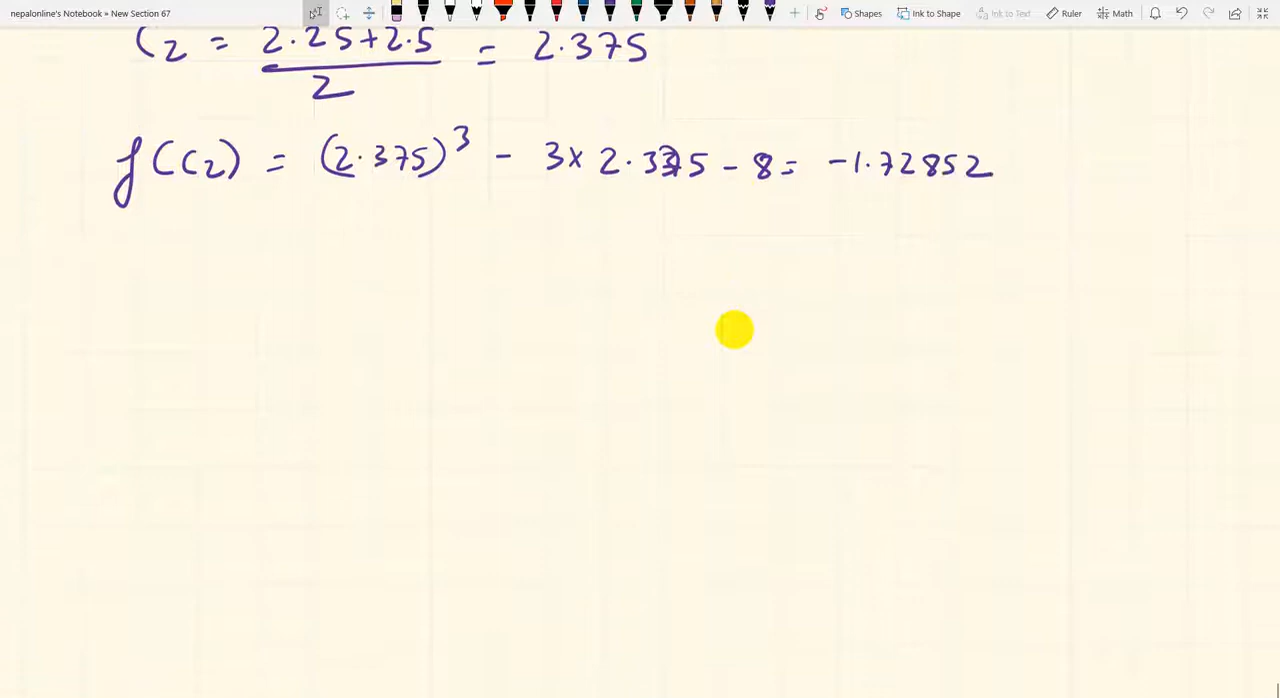 nepalonline's Notebook » New Section 67
Shapes Ink to Shape Ink to Text Ruler Math
C2 = 2.25+2.5 / 2 = 2.375
f(C2) = (2.375)^3 - 3x 2.375 - 8 = -1.72852